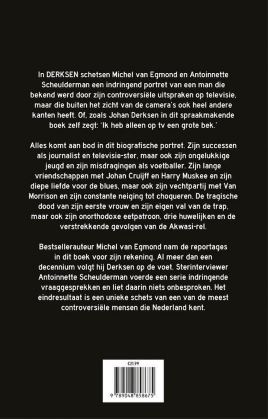 In DERKSEN schetsen Michel van Egmond en Antoinnette
Scheulderman een indringend portret van een man die
bekend werd door zijn controversiële uitspraken op televisie,
maar die buiten het zicht van de camera's ook heel andere
kanten heeft. Of, zoals Johan Derksen in dit spraakmakende
boek zelf zegt: 'Ik heb alleen op tv een grote bek.'
Alles komt aan bod in dit biografische portret. Zijn successen
als journalist en televisie-ster, maar ook zijn ongelukkige
jeugd en zijn misdragingen als voetballer. Zijn lange
vriendschappen met Johan Cruijff en Harry Muskee en zijn
diepe liefde voor de blues, maar ook zijn vechtpartij met Van
Morrison en zijn constante neiging tot choqueren. De tragische
dood van zijn eerste vrouw en zijn eigen val van de trap,
maar ook zijn onorthodoxe eetpatroon, drie huwelijken en de
verstrekkende gevolgen van de Akwasi-rel.
Bestsellerauteur Michel van Egmond nam de reportages
in dit boek voor zijn rekening. Al meer dan een
decennium volgt hij Derksen op de voet. Sterinterviewer
Antoinnette Scheulderman voerde een serie indringende
vraaggesprekken en liet daarin niets onbesproken. Het
eindresultaat is een unieke schets van een van de meest
controversiële mensen die Nederland kent.
9 789048 858675